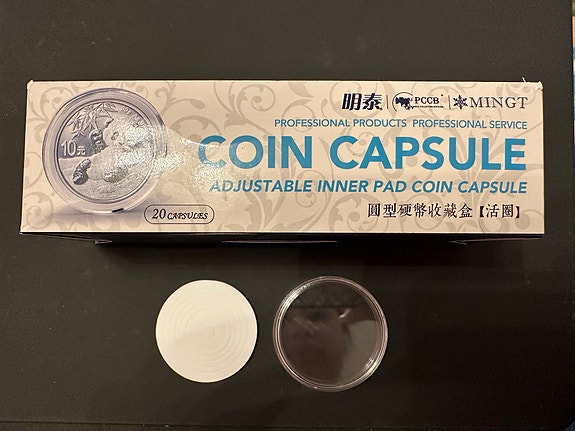 明泰 PCCB® MINGT
PROFESSIONAL PRODUCTS PROFESSIONAL SERVICE
COIN CAPSULE
ADJUSTABLE INNER PAD COIN CAPSULE
圓型硬幣收藏盒【活圈】
10元
20 CAPSULES